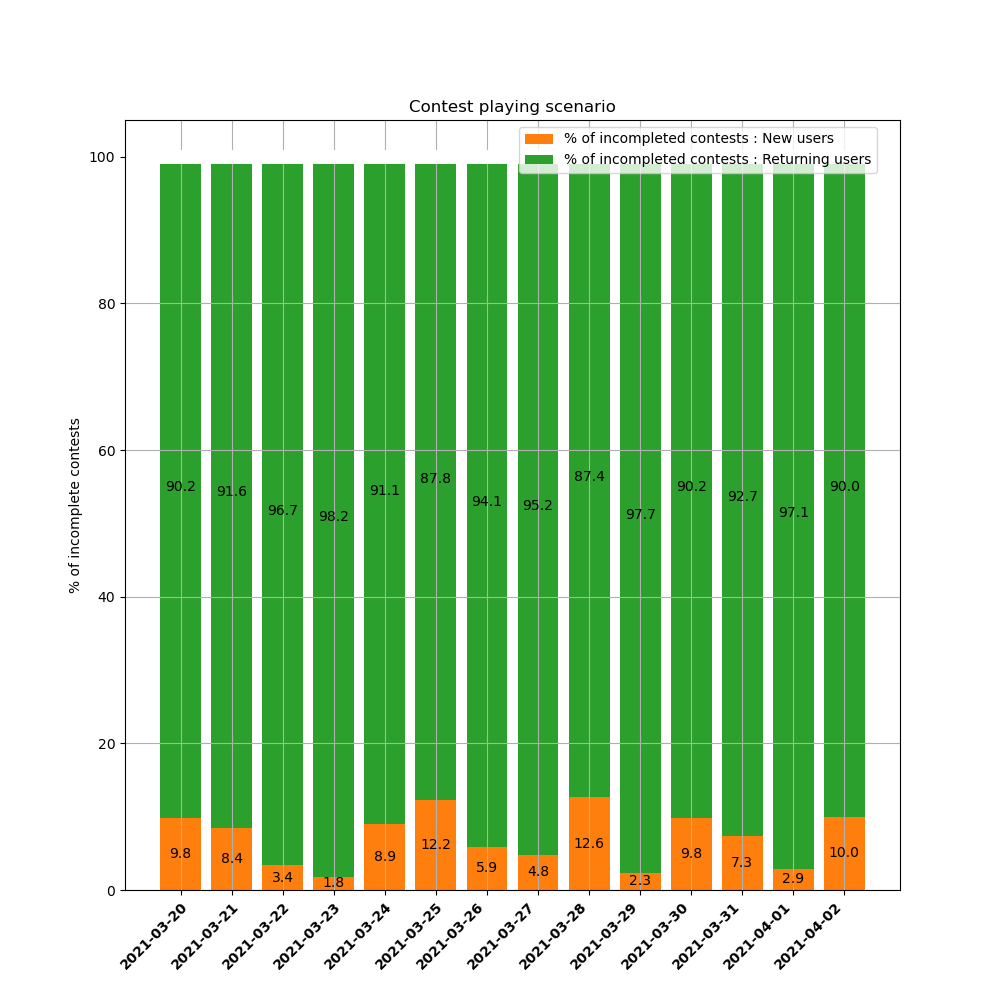 Contest playing scenario
% of incompleted contests : New users
% of incompleted contests : Returning users
% of incomplete contests
100
80
60
40
20
0
90.2 91.6 96.7 98.2 91.1 87.8 94.1 95.2 87.4 97.7 90.2 92.7 97.1 90.0
9.8 8.4 3.4 1.8 8.9 12.2 5.9 4.8 12.6 2.3 9.8 7.3 2.9 10.0
2021-03-20 2021-03-21 2021-03-22 2021-03-23 2021-03-24 2021-03-25 2021-03-26 2021-03-27 2021-03-28 2021-03-29 2021-03-30 2021-03-31 2021-04-01 2021-04-02